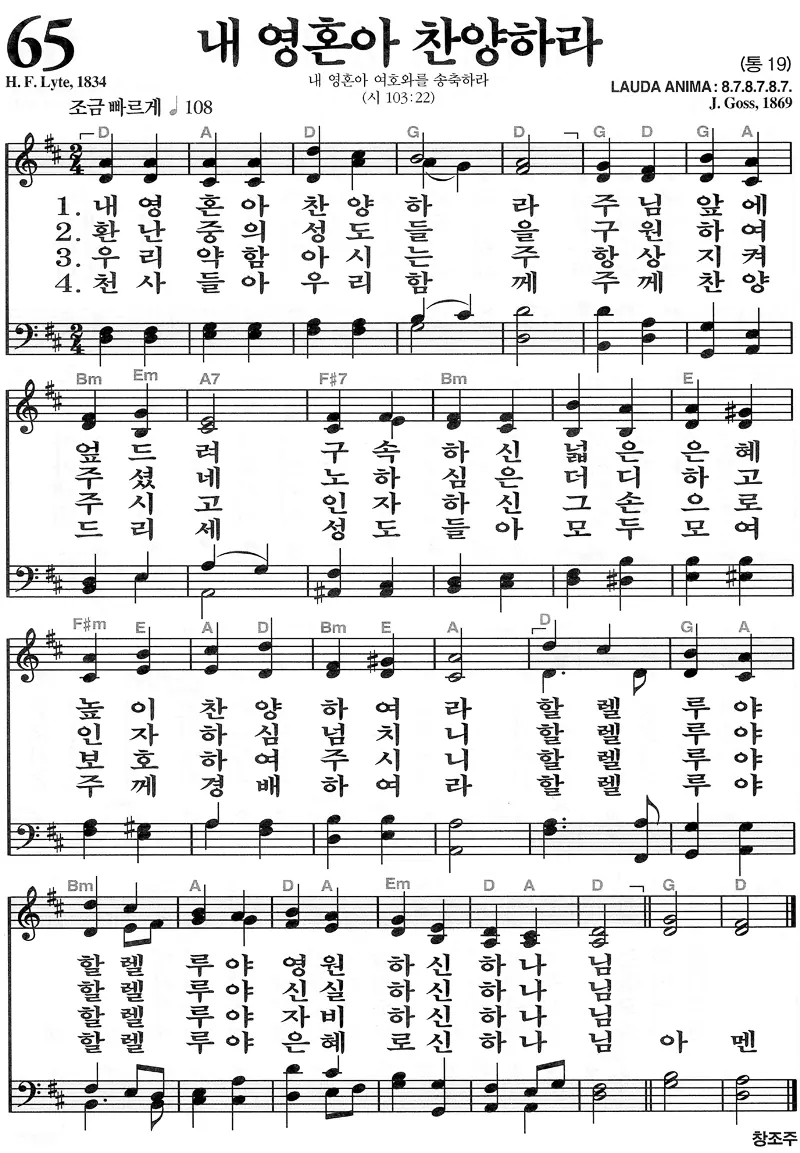 65
내 영혼아 찬양하라
(통 19)
H. F. Lyte, 1834
내 영혼아 여호와를 송축하라
(시 103:22)
LAUDA ANIMA: 8.7.8.7.8.7.
J. Goss, 1869
조금 빠르게 ♩108
D A D G D G D G A
1. 내 영 혼 아 찬 양 하 라 주 님 앞 에
2. 환 난 중 의 성 도 들 을 구 원 하 여
3. 우 리 약 함 아 시 는 주 항 상 지 켜
4. 천 사 들 아 우 리 함 께 주 께 찬 양
Bm Em A7 F#7 Bm E
엎 드 려 구 속 하 신 넓 은 은 혜
주 셨 네 노 하 심 은 더 디 하 고
주 시 고 인 자 하 신 그 손 으 로
드 리 세 성 도 들 아 모 두 모 여
F#m E A D Bm E A D G A
높 이 찬 양 하 여 라 할 렐 루 야
인 자 하 심 넘 치 니 할 렐 루 야
보 호 하 여 주 시 니 할 렐 루 야
주 께 경 배 하 여 라 할 렐 루 야
Bm A D A Em D A D G D
할 렐 루 야 영 원 하 신 하 나 님
할 렐 루 야 신 실 하 신 하 나 님
할 렐 루 야 자 비 하 신 하 나 님
할 렐 루 야 은 혜 로 신 하 나 님 아 멘
창조주